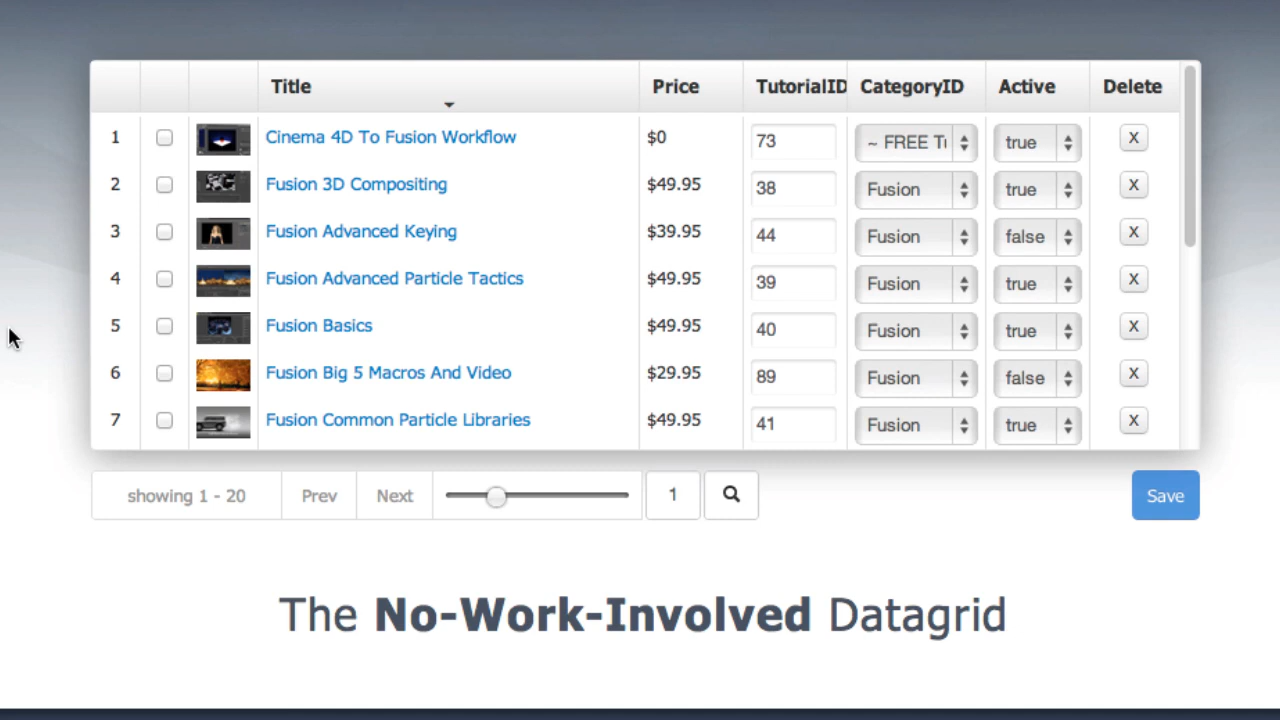 Title Price TutorialID CategoryID Active Delete
1 Cinema 4D To Fusion Workflow $0 73 ~ FREE Tu true X
2 Fusion 3D Compositing $49.95 38 Fusion true X
3 Fusion Advanced Keying $39.95 44 Fusion false X
4 Fusion Advanced Particle Tactics $49.95 39 Fusion true X
5 Fusion Basics $49.95 40 Fusion true X
6 Fusion Big 5 Macros And Video $29.95 89 Fusion false X
7 Fusion Common Particle Libraries $49.95 41 Fusion true X
showing 1 - 20 Prev Next 1 Save
The No-Work-Involved Datagrid